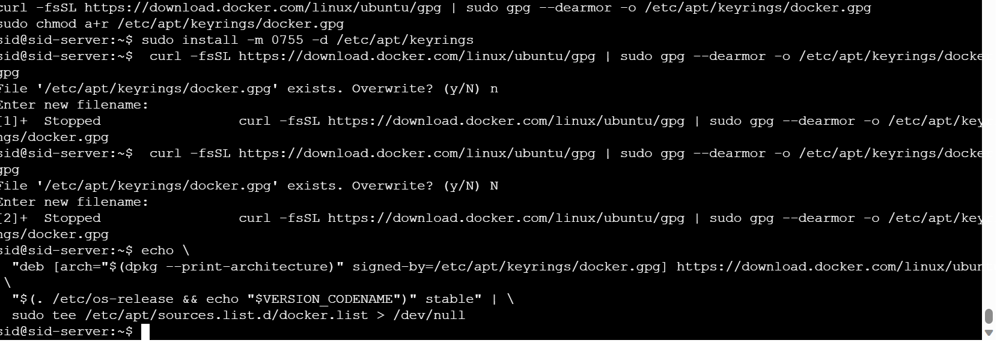 curl -fsSL https://download.docker.com/linux/ubuntu/gpg | sudo gpg --dearmor -o /etc/apt/keyrings/docker.gpg
sudo chmod a+r /etc/apt/keyrings/docker.gpg
sid@sid-server:~$ sudo install -m 0755 -d /etc/apt/keyrings
sid@sid-server:~$  curl -fsSL https://download.docker.com/linux/ubuntu/gpg | sudo gpg --dearmor -o /etc/apt/keyrings/docke
gpg
File '/etc/apt/keyrings/docker.gpg' exists. Overwrite? (y/N) n
Enter new filename:
[1]+  Stopped                 curl -fsSL https://download.docker.com/linux/ubuntu/gpg | sudo gpg --dearmor -o /etc/apt/key
ngs/docker.gpg
sid@sid-server:~$  curl -fsSL https://download.docker.com/linux/ubuntu/gpg | sudo gpg --dearmor -o /etc/apt/keyrings/docke
gpg
File '/etc/apt/keyrings/docker.gpg' exists. Overwrite? (y/N) N
Enter new filename:
[2]+  Stopped                 curl -fsSL https://download.docker.com/linux/ubuntu/gpg | sudo gpg --dearmor -o /etc/apt/key
ngs/docker.gpg
sid@sid-server:~$ echo \
  "deb [arch="$(dpkg --print-architecture)" signed-by=/etc/apt/keyrings/docker.gpg] https://download.docker.com/linux/ubun
 \
  "$(. /etc/os-release && echo "$VERSION_CODENAME")" stable" | \
  sudo tee /etc/apt/sources.list.d/docker.list > /dev/null
sid@sid-server:~$